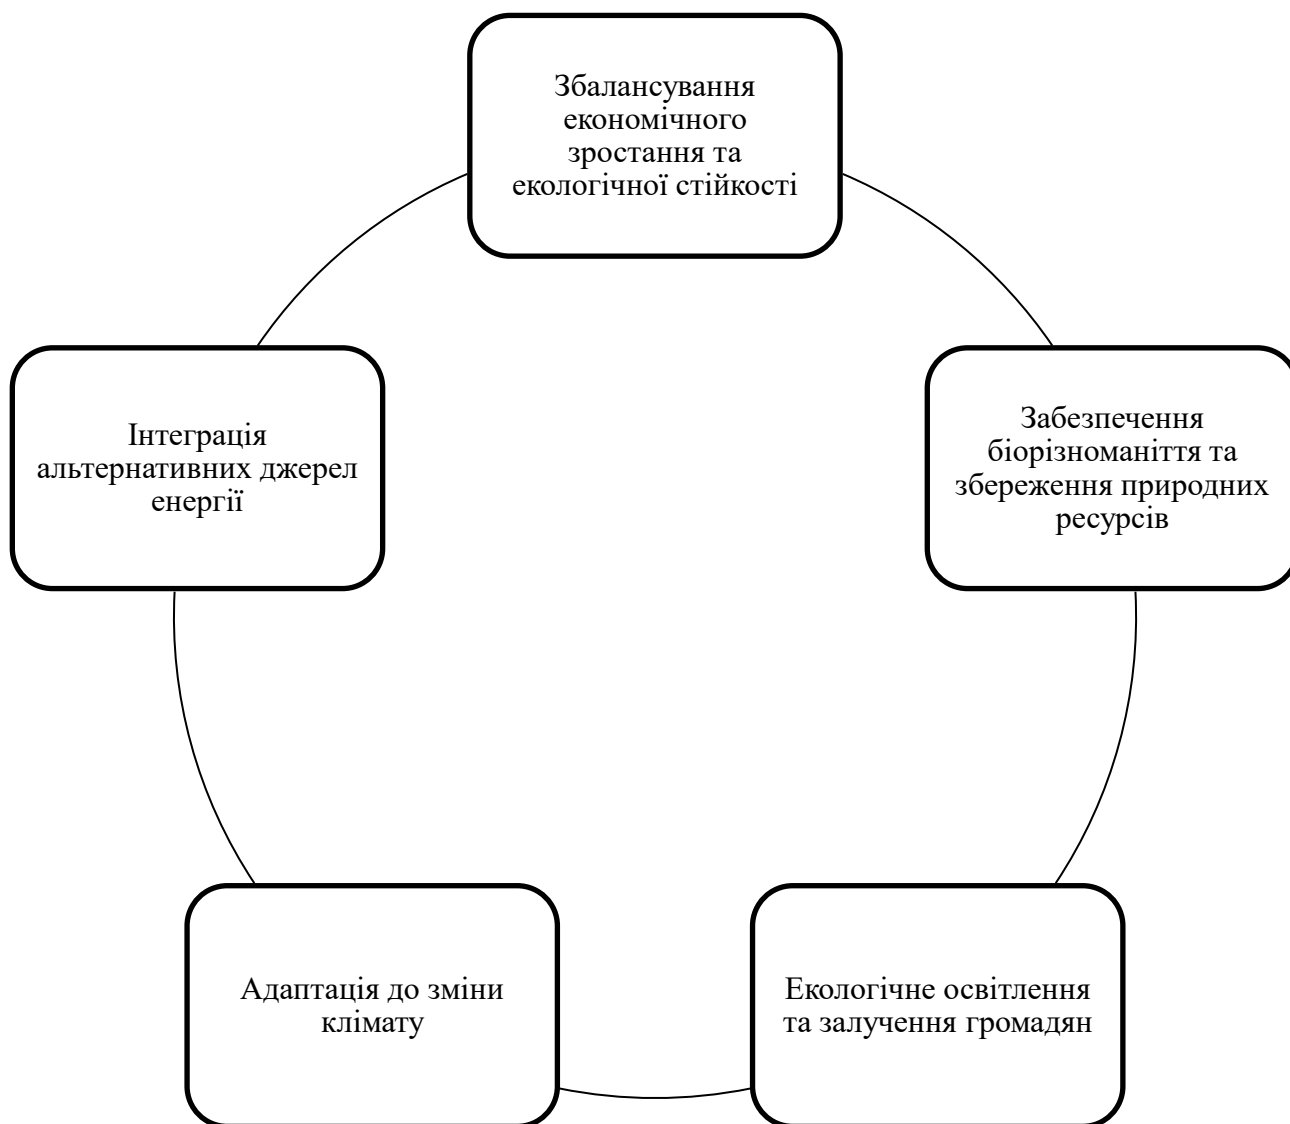 Збалансування
економічного
зростання та
екологічної стійкості
Забезпечення
біорізноманіття та
збереження природних
ресурсів
Екологічне освітлення
та залучення громадян
Адаптація до зміни
клімату
Інтеграція
альтернативних джерел
енергії